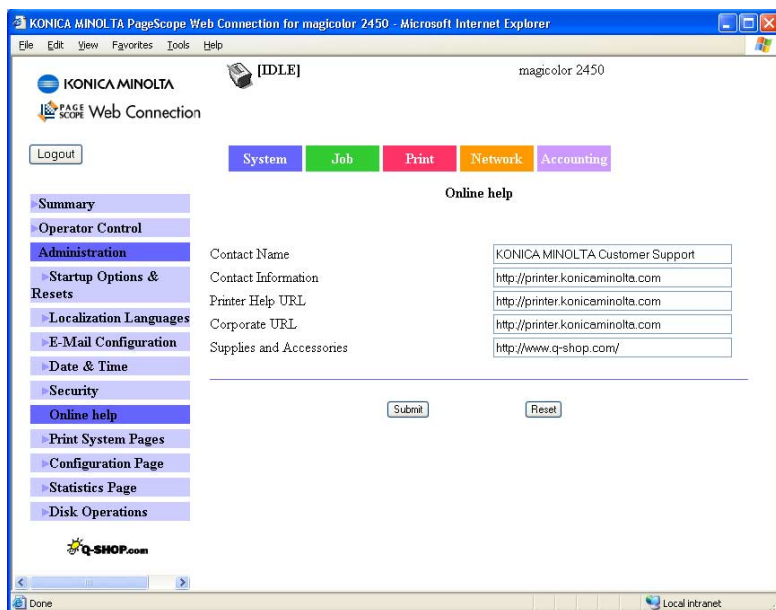 KONICA MINOLTA PageScope Web Connection for magicolor 2450 - Microsoft Internet Explorer
File Edit View Favorites Tools Help
KONICA MINOLTA
[IDLE]
magicolor 2450
PAGE SCOPE Web Connection
Logout
System Job Print Network Accounting
Online help
Summary
Operator Control
Administration
Startup Options &
Resets
Localization Languages
E-Mail Configuration
Date & Time
Security
Online help
Print System Pages
Configuration Page
Statistics Page
Disk Operations
Q-SHOP.com
Contact Name KONICA MINOLTA Customer Support
Contact Information http://printer.konicaminolta.com
Printer Help URL http://printer.konicaminolta.com
Corporate URL http://printer.konicaminolta.com
Supplies and Accessories http://www.q-shop.com/
Submit Reset
Done Local intranet